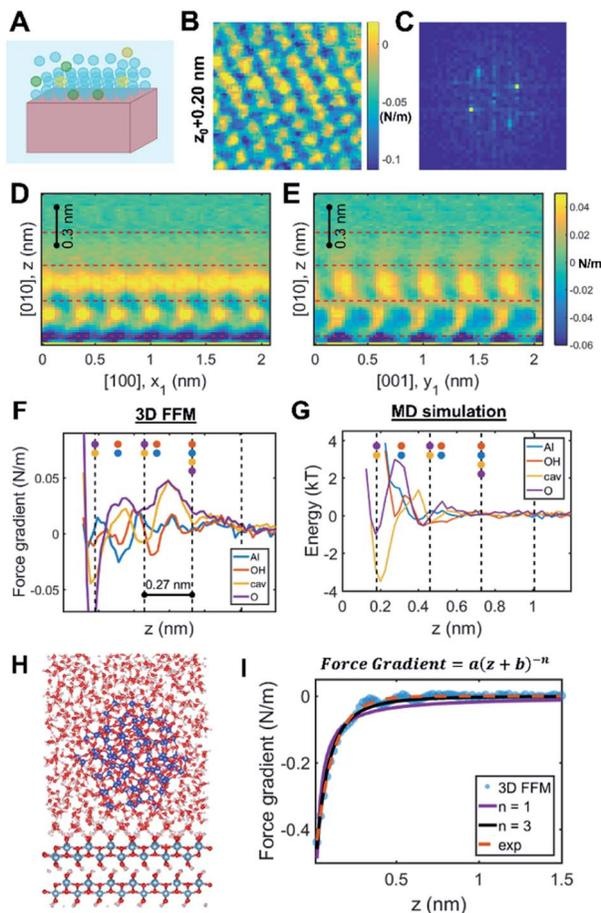 A
B
C
z₀+0.20 nm
0
-0.05
(N/m)
-0.1
D
E
[010], z (nm)
0.3 nm
0
0.5
1
1.5
2
[100], x₁ (nm)
[010], z (nm)
0.3 nm
0
0.5
1
1.5
2
[001], y₁ (nm)
0.04
0.02
0
N/m
-0.02
-0.04
-0.06
F
3D FFM
Force gradient (N/m)
0.05
0
-0.05
Al
OH
cav
O
0.27 nm
z (nm)
G
MD simulation
Energy (kT)
4
2
0
-2
-4
0
0.2
0.4
0.6
0.8
1
Al
OH
cav
O
z (nm)
H
I
Force Gradient = a(z + b)⁻ⁿ
Force gradient (N/m)
0
-0.2
-0.4
3D FFM
n = 1
n = 3
exp
0.5
1
1.5
z (nm)